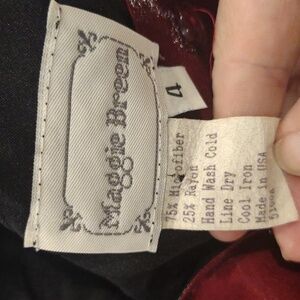 Maggie Breen
4
75% Microfiber
25% Rayon
Hand Wash Cold
Line Dry
Cool Iron
Made in USA